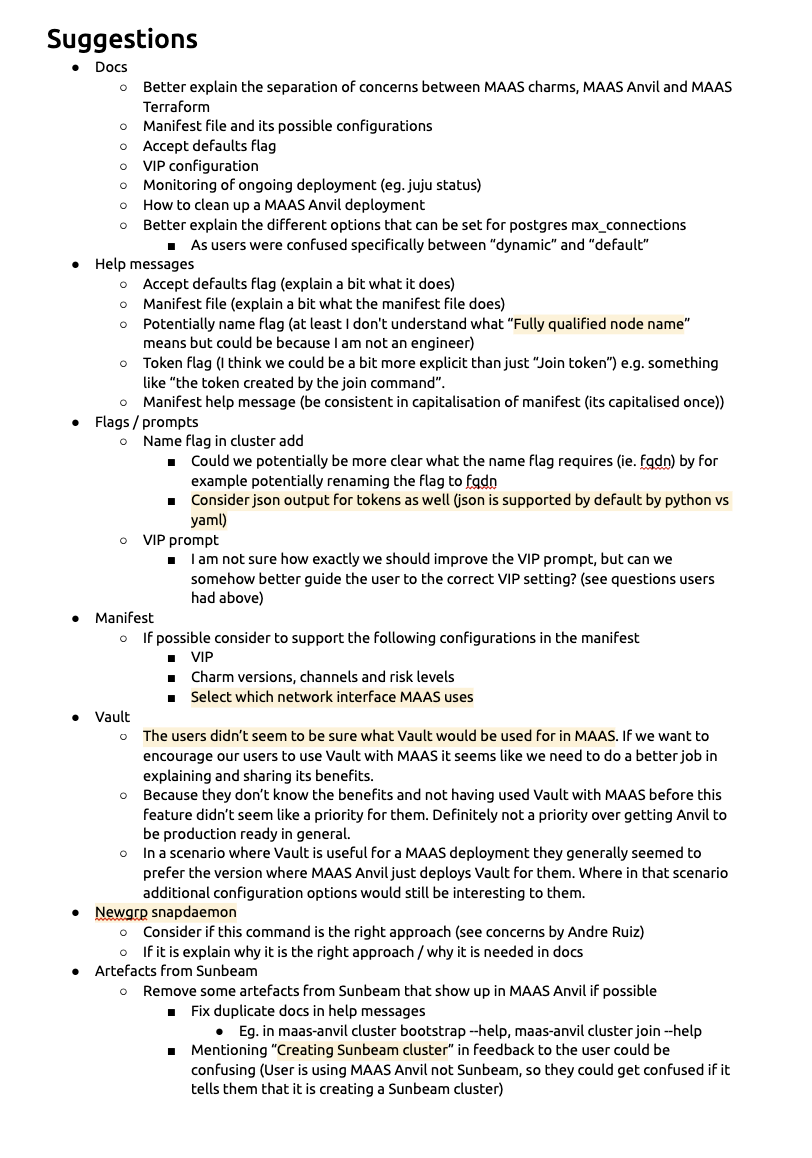 Suggestions
● Docs
○ Better explain the separation of concerns between MAAS charms, MAAS Anvil and MAAS
Terraform
○ Manifest file and its possible configurations
○ Accept defaults flag
○ VIP configuration
○ Monitoring of ongoing deployment (eg. juju status)
○ How to clean up a MAAS Anvil deployment
○ Better explain the different options that can be set for postgres max_connections
■ As users were confused specifically between “dynamic” and “default”
● Help messages
○ Accept defaults flag (explain a bit what it does)
○ Manifest file (explain a bit what the manifest file does)
○ Potentially name flag (at least I don't understand what “Fully qualified node name”
means but could be because I am not an engineer)
○ Token flag (I think we could be a bit more explicit than just “Join token”) e.g. something
like “the token created by the join command”.
○ Manifest help message (be consistent in capitalisation of manifest (its capitalised once))
● Flags / prompts
○ Name flag in cluster add
■ Could we potentially be more clear what the name flag requires (ie. fqdn) by for
example potentially renaming the flag to fqdn
■ Consider json output for tokens as well (json is supported by default by python vs
yaml)
○ VIP prompt
■ I am not sure how exactly we should improve the VIP prompt, but can we
somehow better guide the user to the correct VIP setting? (see questions users
had above)
● Manifest
○ If possible consider to support the following configurations in the manifest
■ VIP
■ Charm versions, channels and risk levels
■ Select which network interface MAAS uses
● Vault
○ The users didn’t seem to be sure what Vault would be used for in MAAS. If we want to
encourage our users to use Vault with MAAS it seems like we need to do a better job in
explaining and sharing its benefits.
○ Because they don’t know the benefits and not having used Vault with MAAS before this
feature didn’t seem like a priority for them. Definitely not a priority over getting Anvil to
be production ready in general.
○ In a scenario where Vault is useful for a MAAS deployment they generally seemed to
prefer the version where MAAS Anvil just deploys Vault for them. Where in that scenario
additional configuration options would still be interesting to them.
● Newgrp snapdaemon
○ Consider if this command is the right approach (see concerns by Andre Ruiz)
○ If it is explain why it is the right approach / why it is needed in docs
● Artefacts from Sunbeam
○ Remove some artefacts from Sunbeam that show up in MAAS Anvil if possible
■ Fix duplicate docs in help messages
● Eg. in maas-anvil cluster bootstrap --help, maas-anvil cluster join --help
■ Mentioning “Creating Sunbeam cluster” in feedback to the user could be
confusing (User is using MAAS Anvil not Sunbeam, so they could get confused if it
tells them that it is creating a Sunbeam cluster)